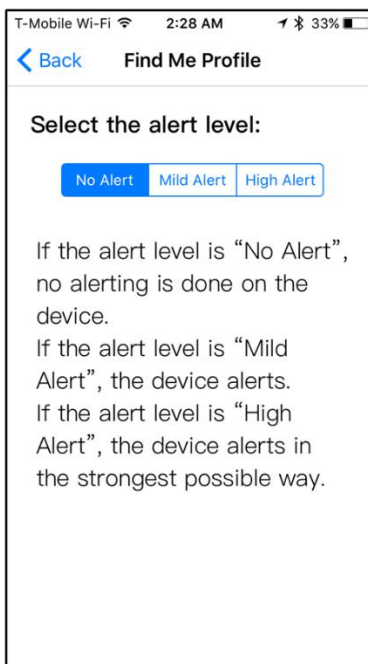 T-Mobile Wi-Fi 2:28 AM 33%
Back Find Me Profile
Select the alert level:
No Alert Mild Alert High Alert
If the alert level is “No Alert”,
no alerting is done on the
device.
If the alert level is “Mild
Alert”, the device alerts.
If the alert level is “High
Alert”, the device alerts in
the strongest possible way.